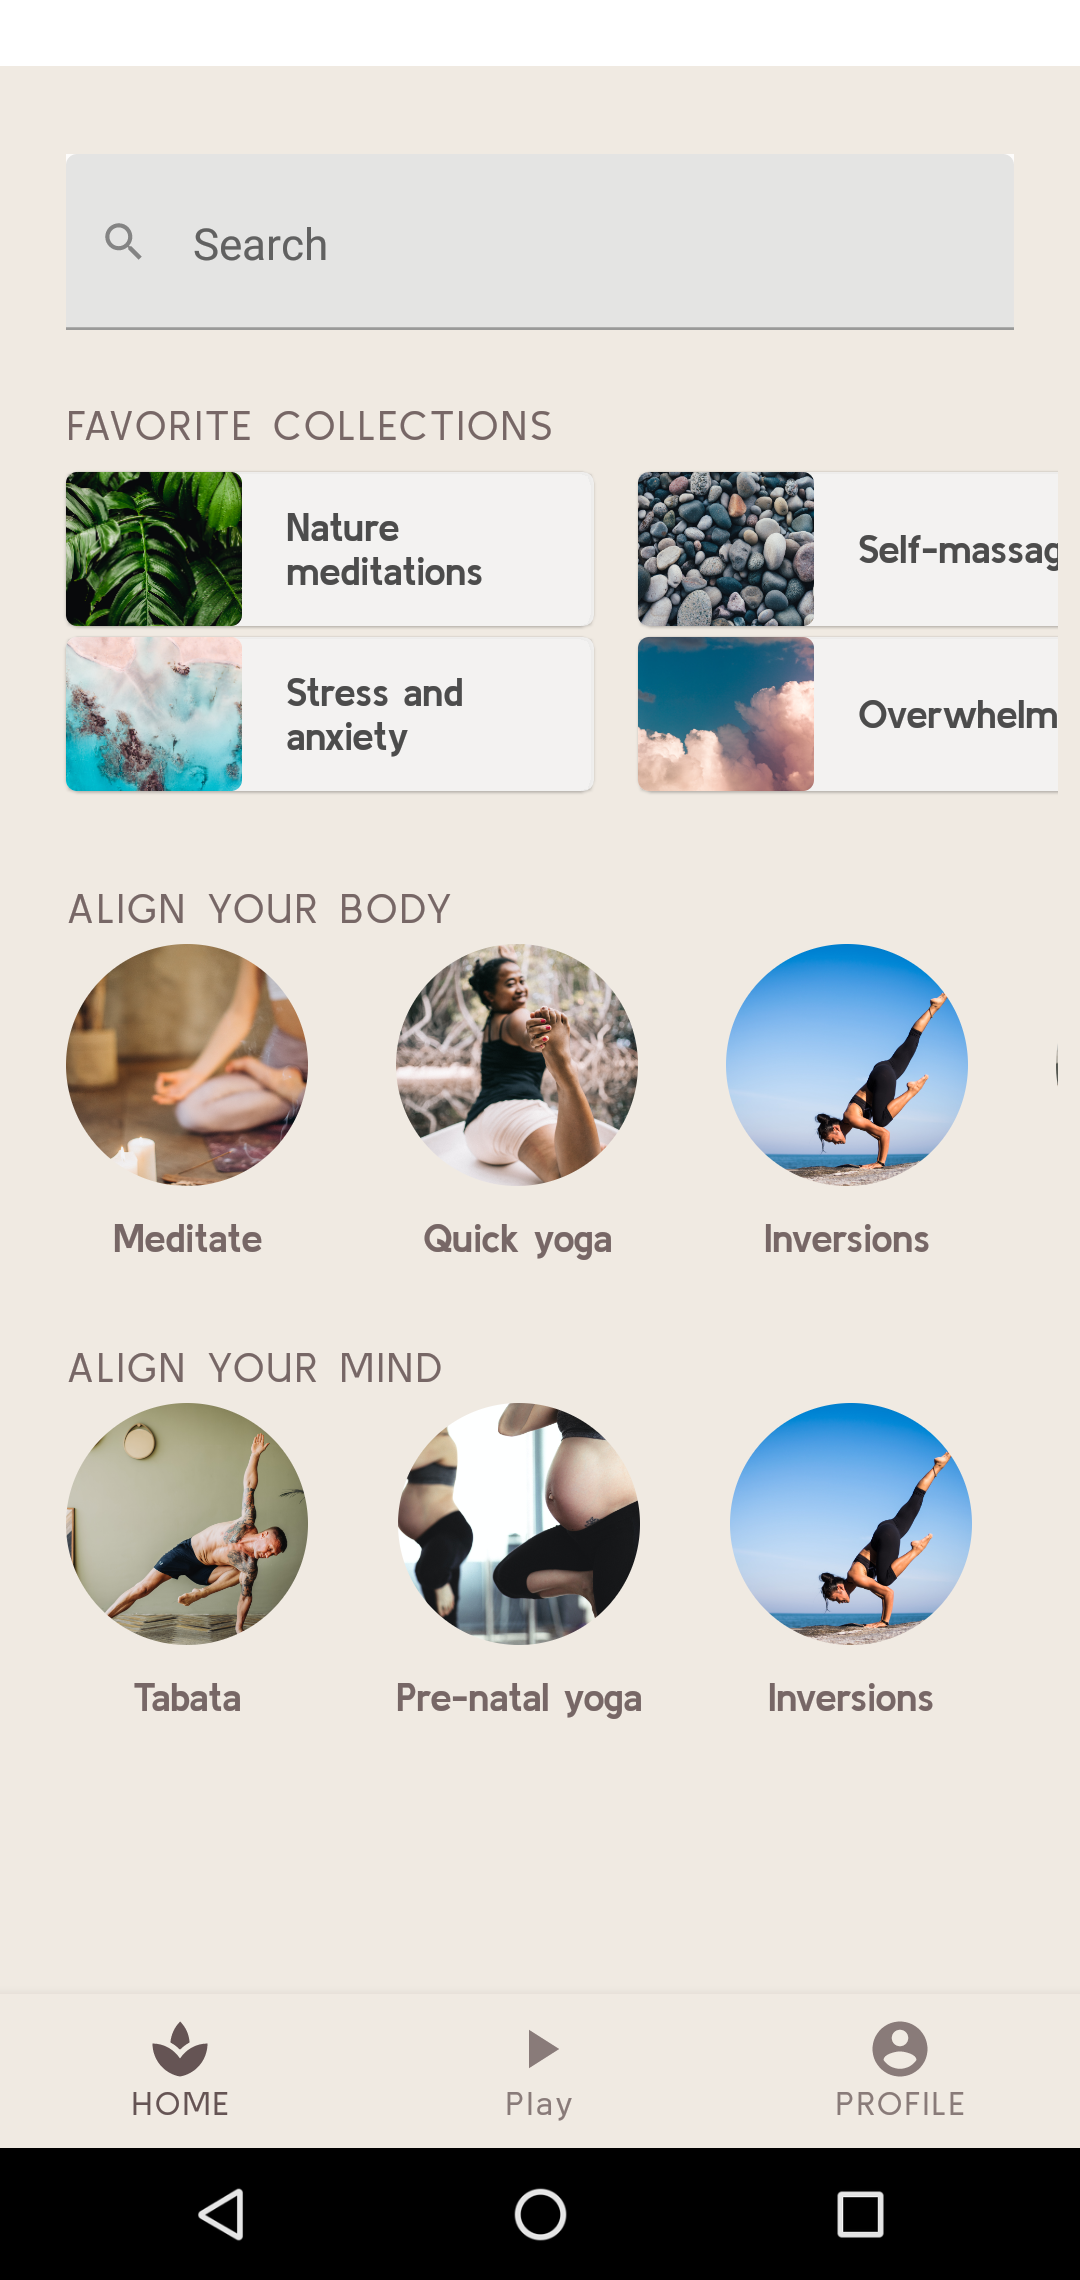 Search
FAVORITE COLLECTIONS
Nature
meditations
Self-massag
Stress and
anxiety
Overwhelm
ALIGN YOUR BODY
Meditate
Quick yoga
Inversions
ALIGN YOUR MIND
Tabata
Pre-natal yoga
Inversions
HOME
Play
PROFILE